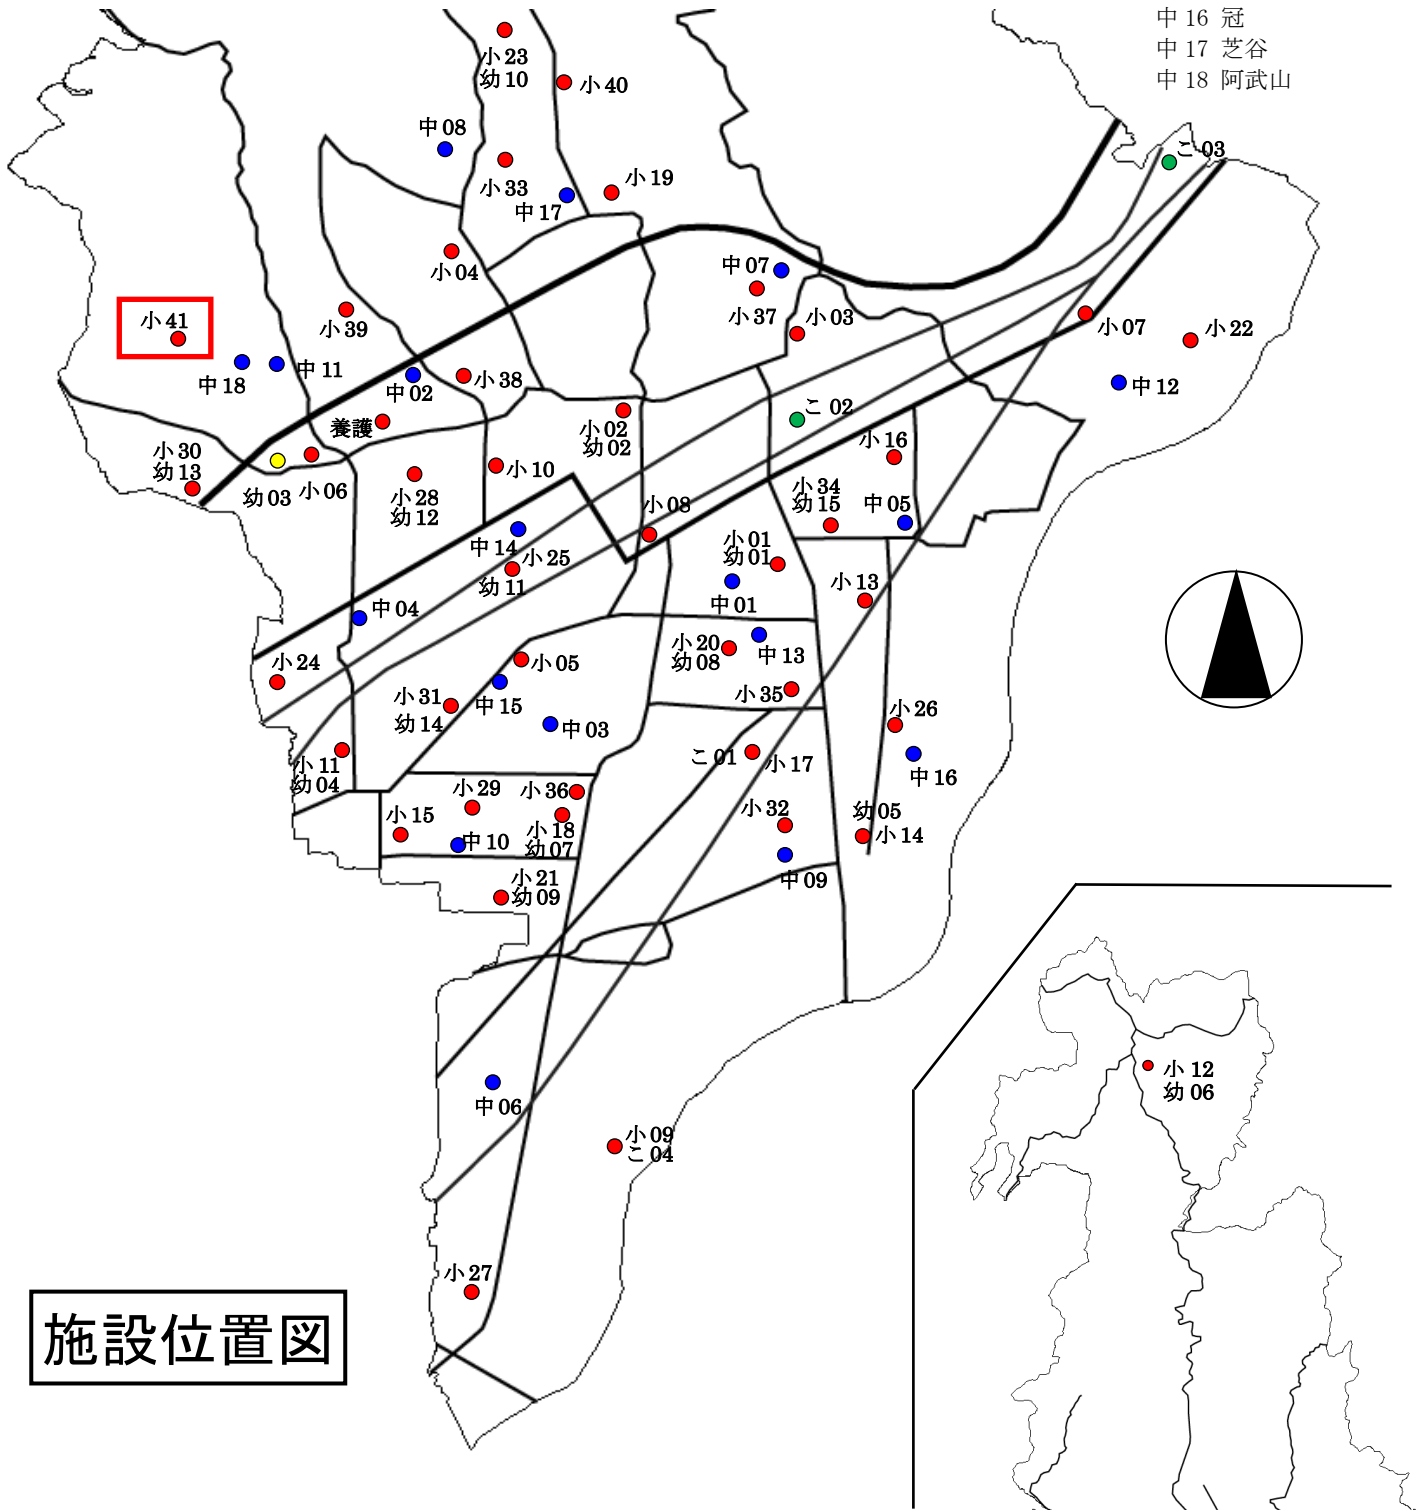 中 16 冠
中 17 芝谷
中 18 阿武山
小 23
幼 10
小 40
中 08
小 33
中 17
小 19
こ 03
小 04
中 07
小 37
小 03
小 07
小 22
中 12
小 41
小 39
中 18
中 11
中 02
小 38
養護
小 02
幼 02
こ 02
小 16
小 30
幼 13
幼 03
小 06
小 28
幼 12
小 10
小 34
幼 15
中 05
小 08
中 14
小 25
幼 11
小 01
幼 01
中 01
小 13
中 04
小 24
小 05
小 20
幼 08
中 13
小 35
小 31
幼 14
中 15
中 03
小 26
中 16
小 11
幼 04
こ 01
小 17
小 29
小 36
小 15
中 10
小 18
幼 07
小 32
幼 05
小 14
中 09
小 21
幼 09
小 12
幼 06
中 06
小 09
こ 04
小 27
施設位置図